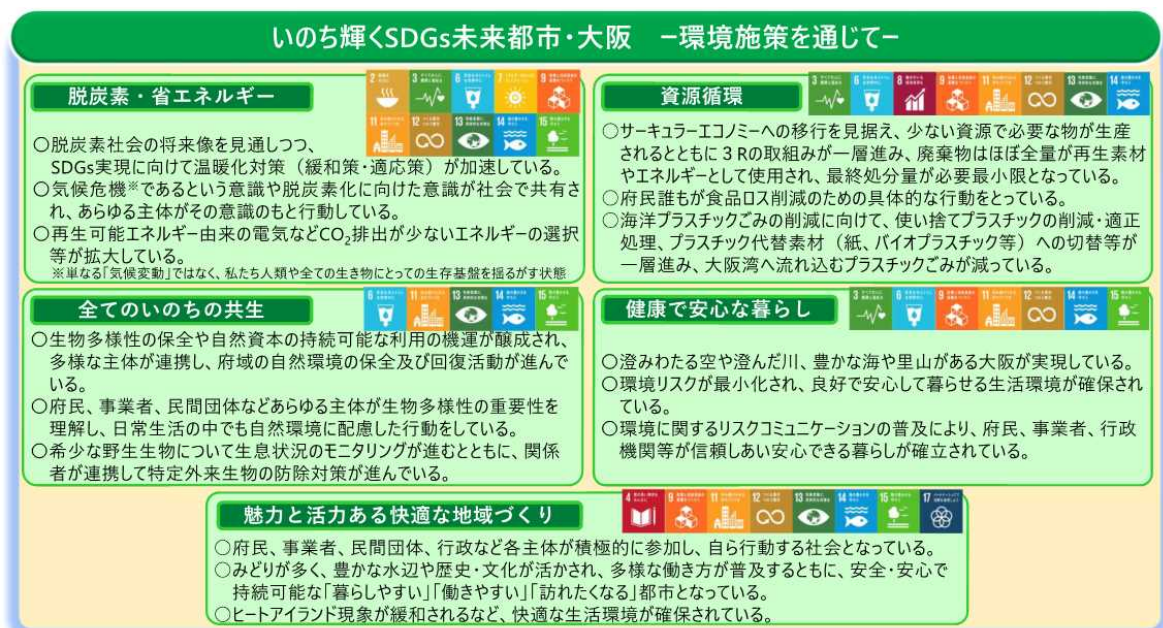 いのち輝くSDGs未来都市・大阪　－環境施策を通じて－
脱炭素・省エネルギー
2
3
6
7
9
11
12
13
14
15
○脱炭素社会の将来像を見通しつつ、
SDGs実現に向けて温暖化対策（緩和策・適応策）が加速している。
○気候危機※であるという意識や脱炭素化に向けた意識が社会で共有さ
れ、あらゆる主体がその意識のもと行動している。
○再生可能エネルギー由来の電気などCO₂排出が少ないエネルギーの選択
等が拡大している。
※単なる「気候変動」ではなく、私たち人類や全ての生き物にとっての生存基盤を揺るがす状態
資源循環
3
6
8
9
11
12
13
14
○サーキュラーエコノミーへの移行を見据え、少ない資源で必要な物が生産
されるとともに３Rの取組みが一層進み、廃棄物はほぼ全量が再生素材
やエネルギーとして使用され、最終処分量が必要最小限となっている。
○府民誰もが食品ロス削減のための具体的な行動をとっている。
○海洋プラスチックごみの削減に向けて、使い捨てプラスチックの削減・適正
処理、プラスチック代替素材（紙、バイオプラスチック等）への切替等が
一層進み、大阪湾へ流れ込むプラスチックごみが減っている。
全てのいのちの共生
6
11
13
14
15
○生物多様性の保全や自然資本の持続可能な利用の機運が醸成され、
多様な主体が連携し、府域の自然環境の保全及び回復活動が進んで
いる。
○府民、事業者、民間団体などあらゆる主体が生物多様性の重要性を
理解し、日常生活の中でも自然環境に配慮した行動をしている。
○希少な野生生物について生息状況のモニタリングが進むとともに、関係
者が連携して特定外来生物の防除対策が進んでいる。
健康で安心な暮らし
3
6
9
11
12
14
15
○澄みわたる空や澄んだ川、豊かな海や里山がある大阪が実現している。
○環境リスクが最小化され、良好で安心して暮らせる生活環境が確保され
ている。
○環境に関するリスクコミュニケーションの普及により、府民、事業者、行政
機関等が信頼しあい安心できる暮らしが確立されている。
魅力と活力ある快適な地域づくり
4
9
11
12
13
14
15
17
○府民、事業者、民間団体、行政など各主体が積極的に参加し、自ら行動する社会となっている。
○みどりが多く、豊かな水辺や歴史・文化が活かされ、多様な働き方が普及するともに、安全・安心で
持続可能な「暮らしやすい」「働きやすい」「訪れたくなる」都市となっている。
○ヒートアイランド現象が緩和されるなど、快適な生活環境が確保されている。